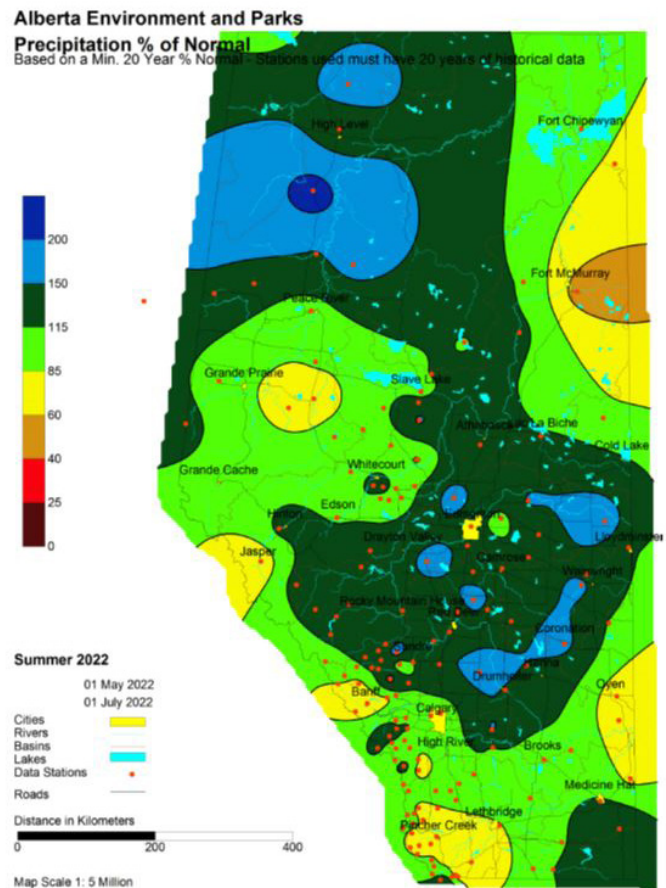 Alberta Environment and Parks
Precipitation % of Normal
Based on a Min. 20 Year % Normal - Stations used must have 20 years of historical data
High Level
Fort Chipewyan
200
150
115
85
60
40
25
0
Fort McMurray
Peace River
Grande Prairie
Slave Lake
Athabasca
La Biche
Cold Lake
Grande Cache
Whitecourt
Edson
Hinton
Drayton Valley
Lloydminster
Jasper
Camrose
Wainwright
Rocky Mountain House
Red Deer
Coronation
Sundre
Hanna
Drumheller
Oyen
Banff
Calgary
High River
Brooks
Medicine Hat
Lethbridge
Pincher Creek
Summer 2022
01 May 2022
01 July 2022
Cities
Rivers
Basins
Lakes
Data Stations
Roads
Distance in Kilometers
0 200 400
Map Scale 1: 5 Million